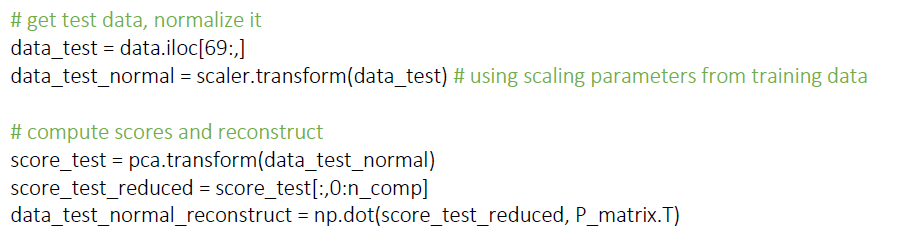 # get test data, normalize it
data_test = data.iloc[69:,]
data_test_normal = scaler.transform(data_test) # using scaling parameters from training data
# compute scores and reconstruct
score_test = pca.transform(data_test_normal)
score_test_reduced = score_test[:,0:n_comp]
data_test_normal_reconstruct = np.dot(score_test_reduced, P_matrix.T)